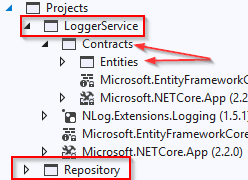 Projects
LoggerService
Contracts
Entities
Microsoft.EntityFrameworkC
Microsoft.NETCore.App (2.2
NLog.Extensions.Logging (1.5.1)
Microsoft.EntityFrameworkCore
Microsoft.NETCore.App (2.2.0)
Repository